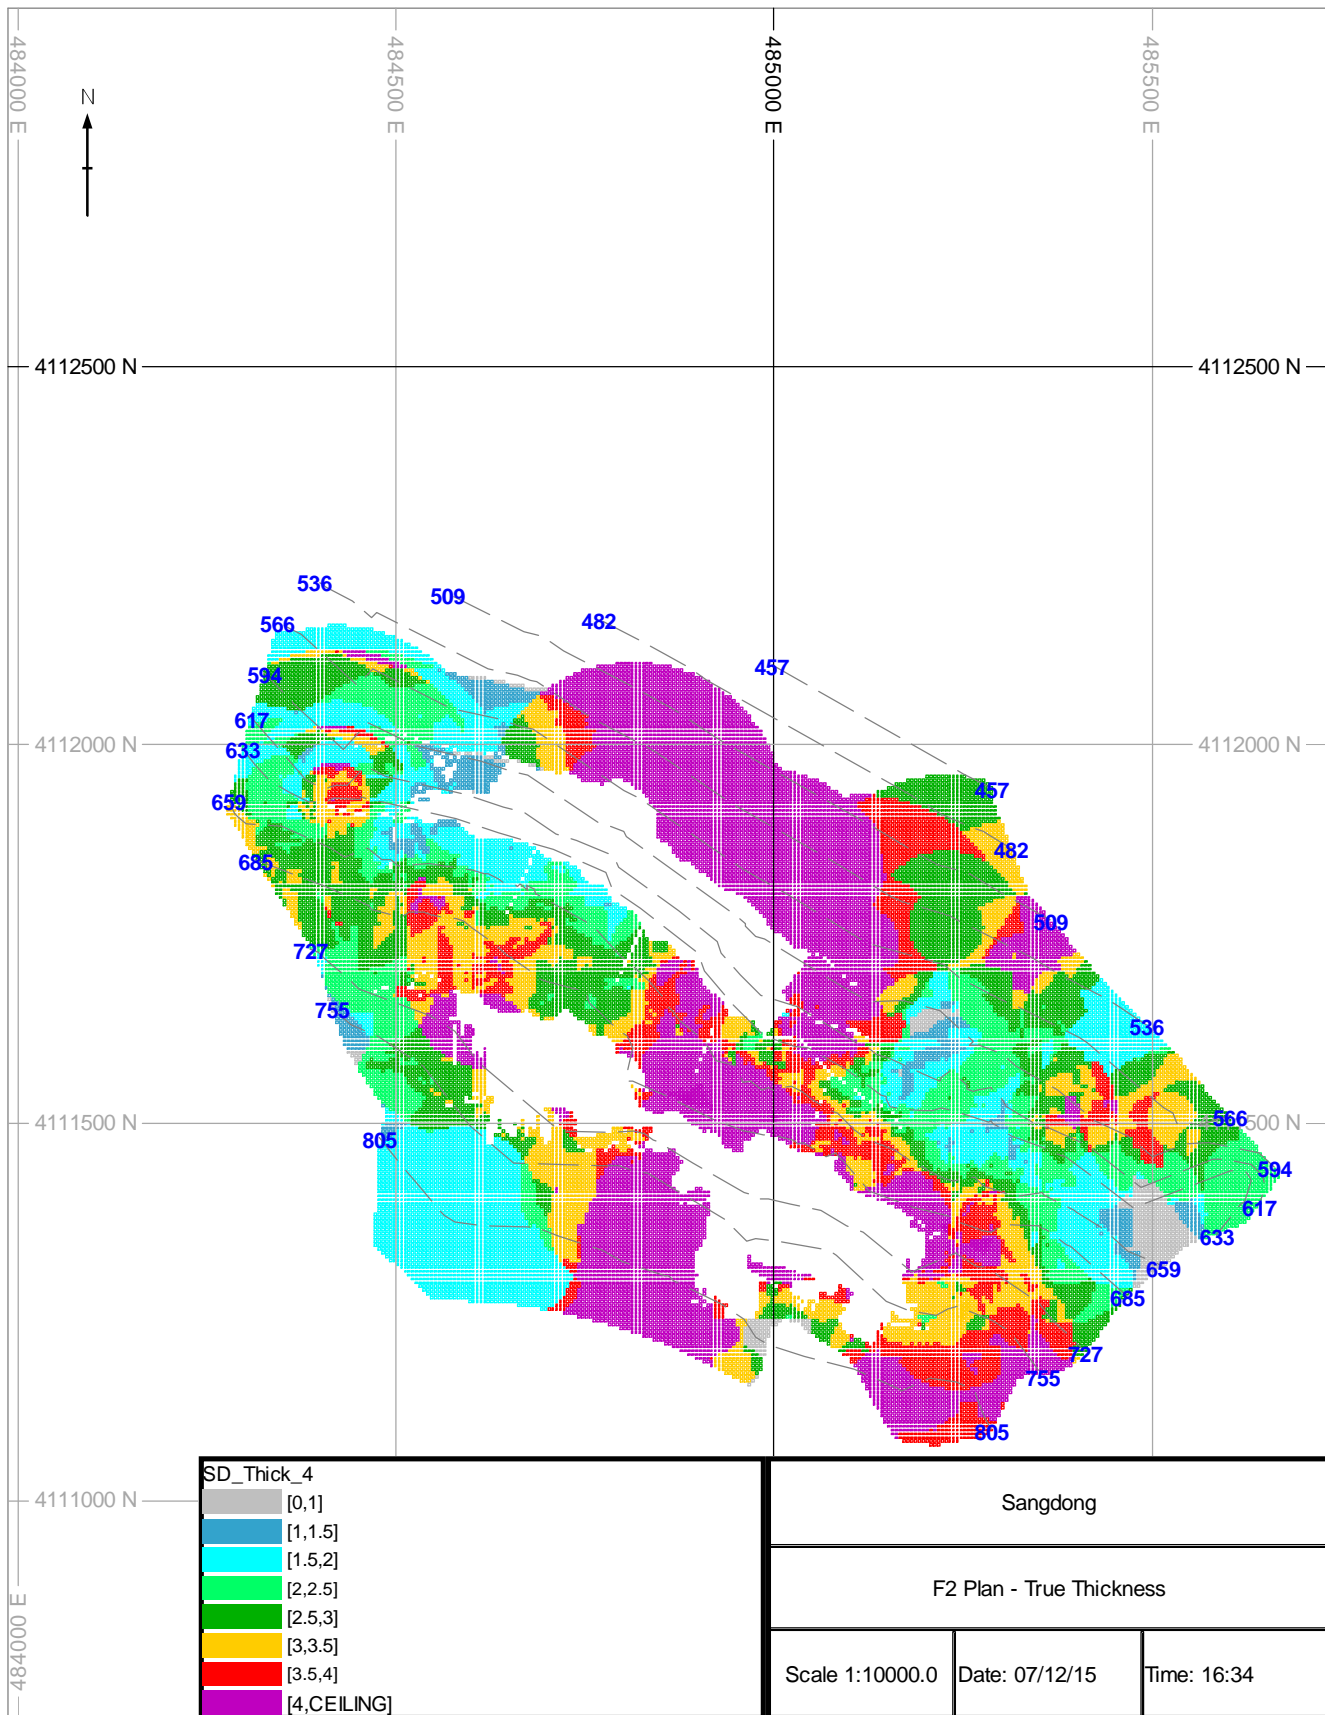 484000 E
484500 E
485000 E
485500 E
N
4112500 N
4112500 N
536
509
482
566
457
594
617
4112000 N
4112000 N
633
457
659
482
685
509
727
755
536
566
4111500 N
500 N
805
594
617
633
659
685
727
755
805
SD_Thick_4
4111000 N
[0,1]
[1,1.5]
[1.5,2]
[2,2.5]
[2.5,3]
[3,3.5]
[3.5,4]
[4,CEILING]
484000 E
Sangdong
F2 Plan - True Thickness
Scale 1:10000.0
Date: 07/12/15
Time: 16:34